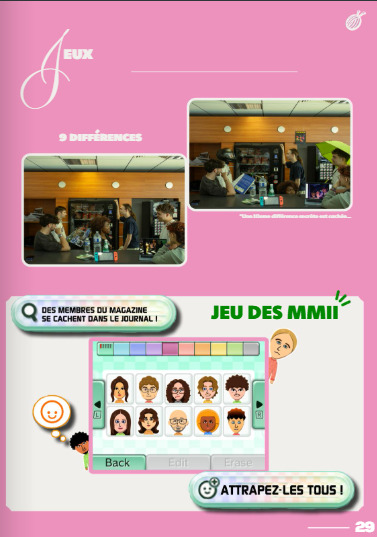 JEUX
9 DIFFÉRENCES
DES MEMBRES DU MAGAZINE
SE CACHENT DANS LE JOURNAL !
JEU DES MMII
L
R
Back
Edit
Erase
ATTRAPEZ-LES TOUS !
29